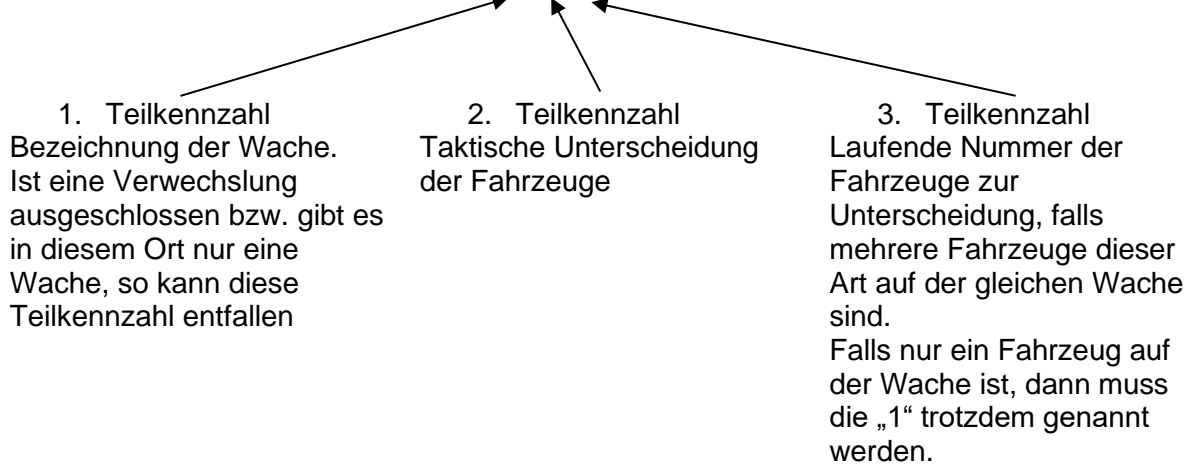 1. Teilkennzahl
Bezeichnung der Wache.
Ist eine Verwechslung
ausgeschlossen bzw. gibt es
in diesem Ort nur eine
Wache, so kann diese
Teilkennzahl entfallen
2. Teilkennzahl
Taktische Unterscheidung
der Fahrzeuge
3. Teilkennzahl
Laufende Nummer der
Fahrzeuge zur
Unterscheidung, falls
mehrere Fahrzeuge dieser
Art auf der gleichen Wache
sind.
Falls nur ein Fahrzeug auf
der Wache ist, dann muss
die „1“ trotzdem genannt
werden.